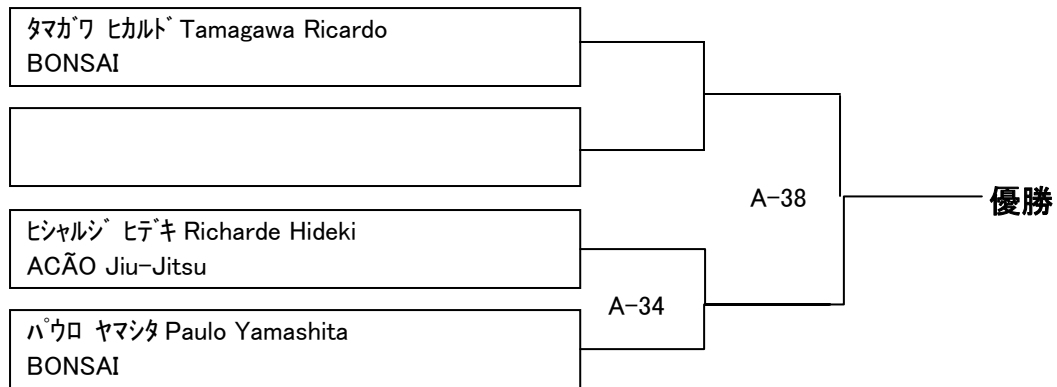 ﾀﾏｶﾞﾜ ﾋｶﾙﾄﾞ Tamagawa Ricardo
BONSAI
A-38
優勝
ﾋｼｬﾙｼﾞ ﾋﾃﾞｷ Richarde Hideki
ACÃO Jiu-Jitsu
A-34
ﾊﾟｳﾛ ﾔﾏｼﾀ Paulo Yamashita
BONSAI